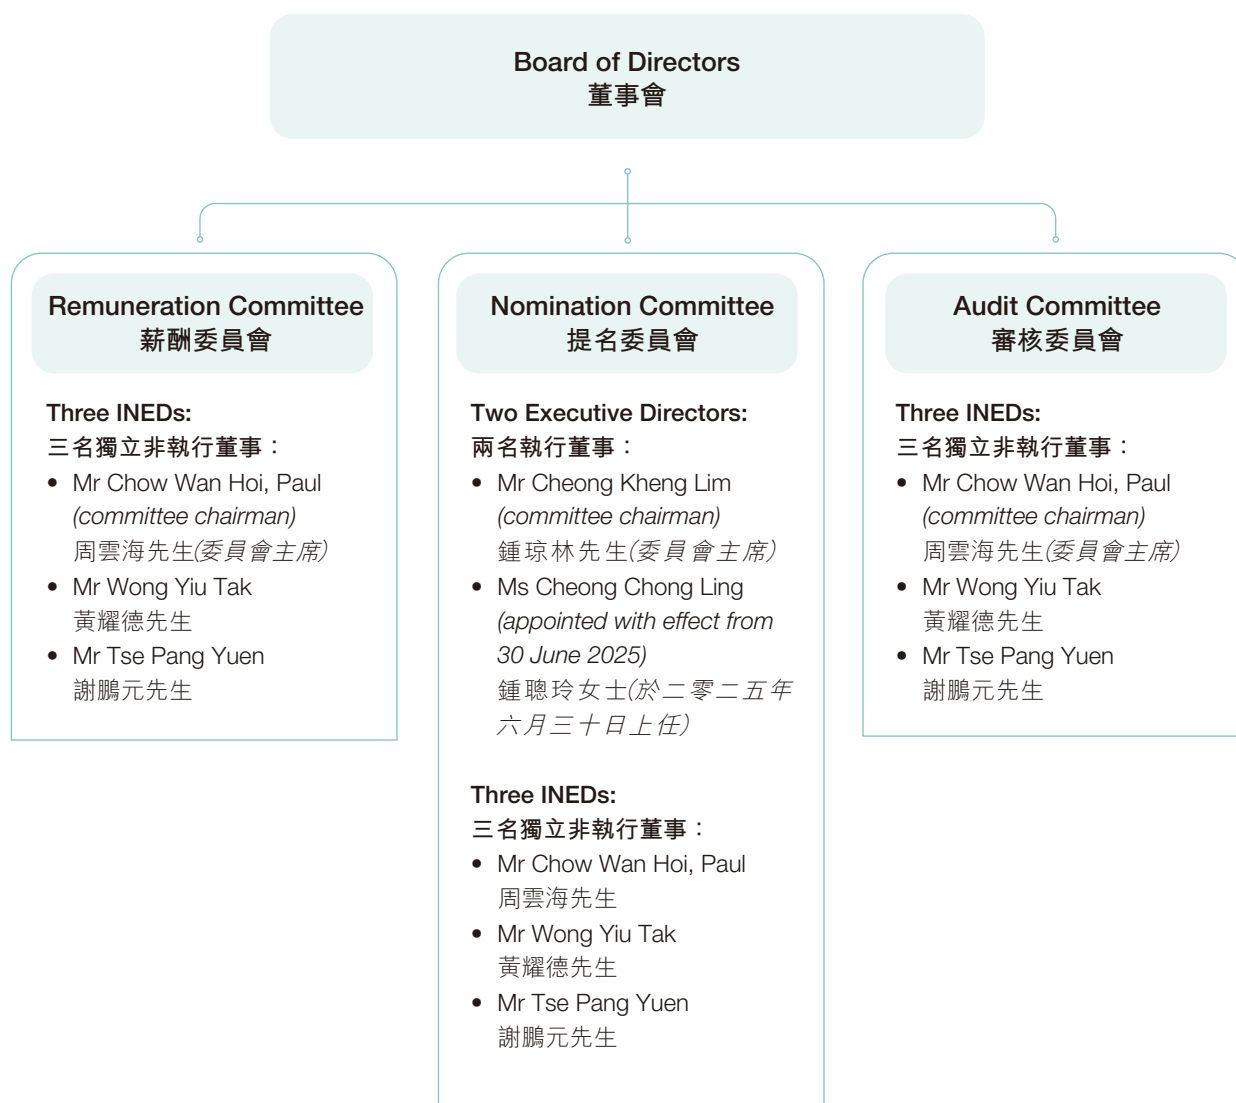 Board of Directors
董事會
Remuneration Committee
薪酬委員會
Three INEDs:
三名獨立非執行董事：
• Mr Chow Wan Hoi, Paul
(committee chairman)
周雲海先生(委員會主席)
• Mr Wong Yiu Tak
黃耀德先生
• Mr Tse Pang Yuen
謝鵬元先生
Nomination Committee
提名委員會
Two Executive Directors:
兩名執行董事：
• Mr Cheong Kheng Lim
(committee chairman)
鍾琼林先生(委員會主席)
• Ms Cheong Chong Ling
(appointed with effect from
30 June 2025)
鍾聰玲女士(於二零二五年
六月三十日上任)
Three INEDs:
三名獨立非執行董事：
• Mr Chow Wan Hoi, Paul
周雲海先生
• Mr Wong Yiu Tak
黃耀德先生
• Mr Tse Pang Yuen
謝鵬元先生
Audit Committee
審核委員會
Three INEDs:
三名獨立非執行董事：
• Mr Chow Wan Hoi, Paul
(committee chairman)
周雲海先生(委員會主席)
• Mr Wong Yiu Tak
黃耀德先生
• Mr Tse Pang Yuen
謝鵬元先生